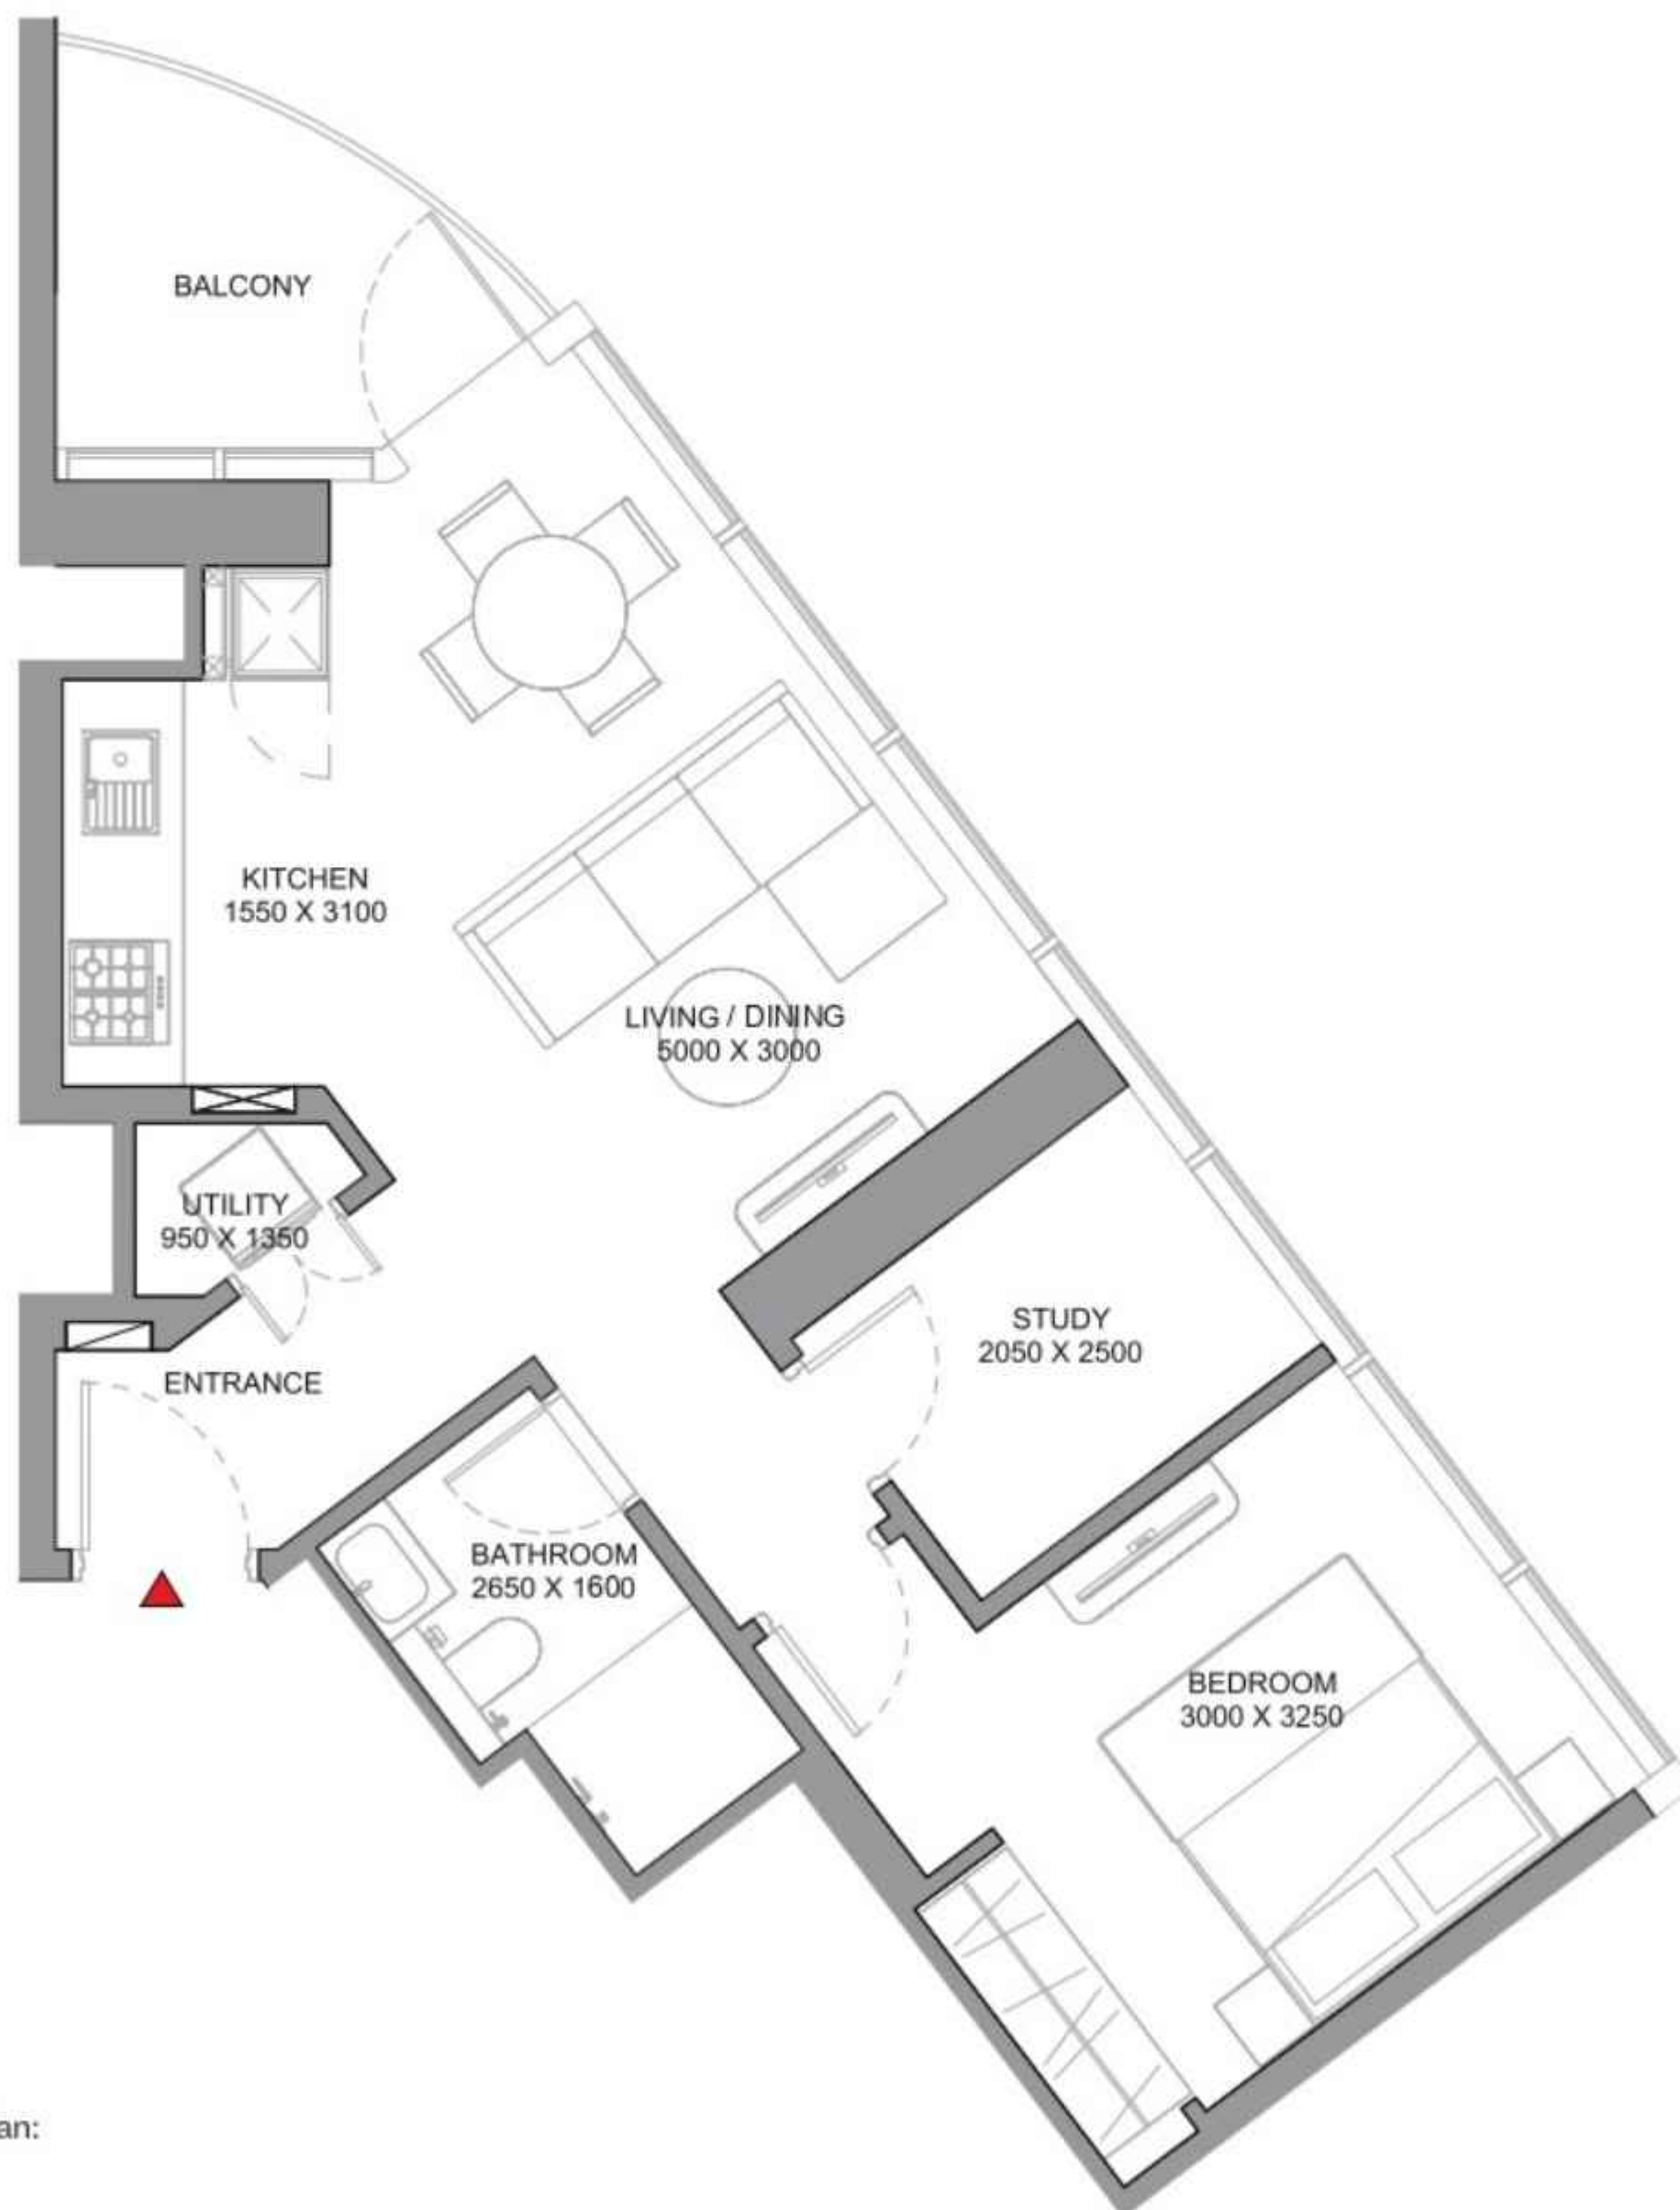 BALCONY
KITCHEN
1550 X 3100
LIVING / DINING
5000 X 3000
UTILITY
950 X 1350
STUDY
2050 X 2500
ENTRANCE
BATHROOM
2650 X 1600
BEDROOM
3000 X 3250
an: